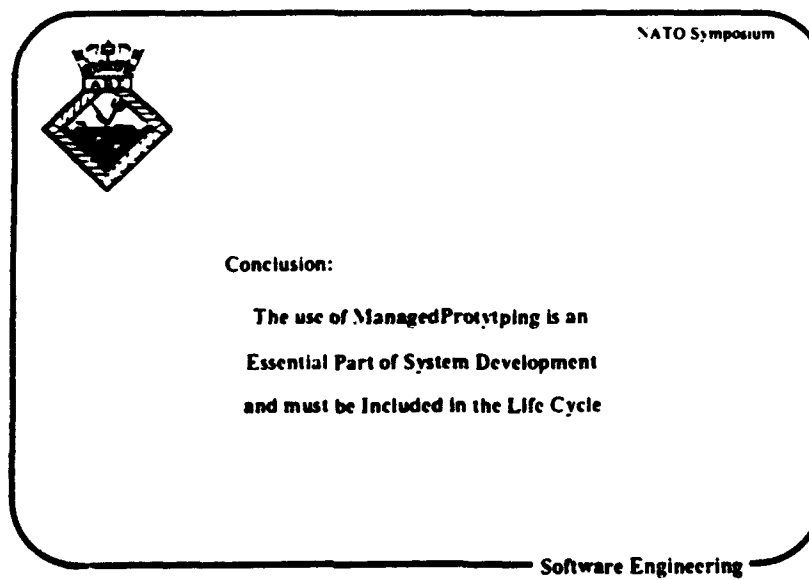 NATO Symposium
ARE
Conclusion:
The use of ManagedProtytping is an
Essential Part of System Development
and must be Included in the Life Cycle
Software Engineering